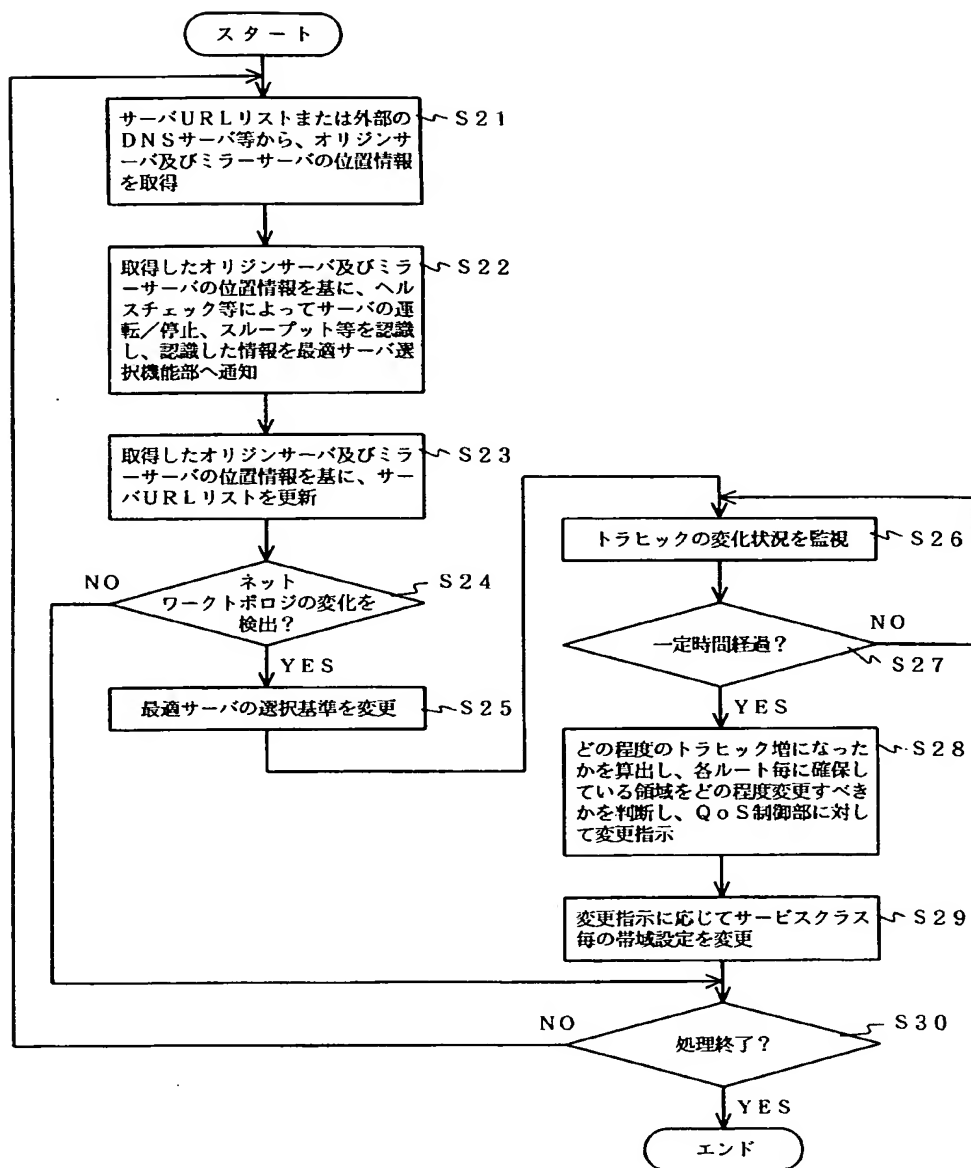 スタート
サーバURLリストまたは外部の
DNSサーバ等から、オリジンサ
ーバ及びミラーサーバの位置情報
を取得
S21
取得したオリジンサーバ及びミラ
ーサーバの位置情報を基に、ヘル
スチェック等によってサーバの運
転／停止、スループット等を認識
し、認識した情報を最適サーバ選
択機能部へ通知
S22
取得したオリジンサーバ及びミラ
ーサーバの位置情報を基に、サー
バURLリストを更新
S23
ネット
ワークトポロジの変化を
検出？
S24
NO
YES
最適サーバの選択基準を変更
S25
トラヒックの変化状況を監視
S26
一定時間経過？
NO
S27
YES
どの程度のトラヒック増になった
かを算出し、各ルート毎に確保し
ている領域をどの程度変更すべき
かを判断し、QoS制御部に対し
て変更指示
S28
変更指示に応じてサービスクラス
毎の帯域設定を変更
S29
処理終了？
NO
S30
YES
エンド